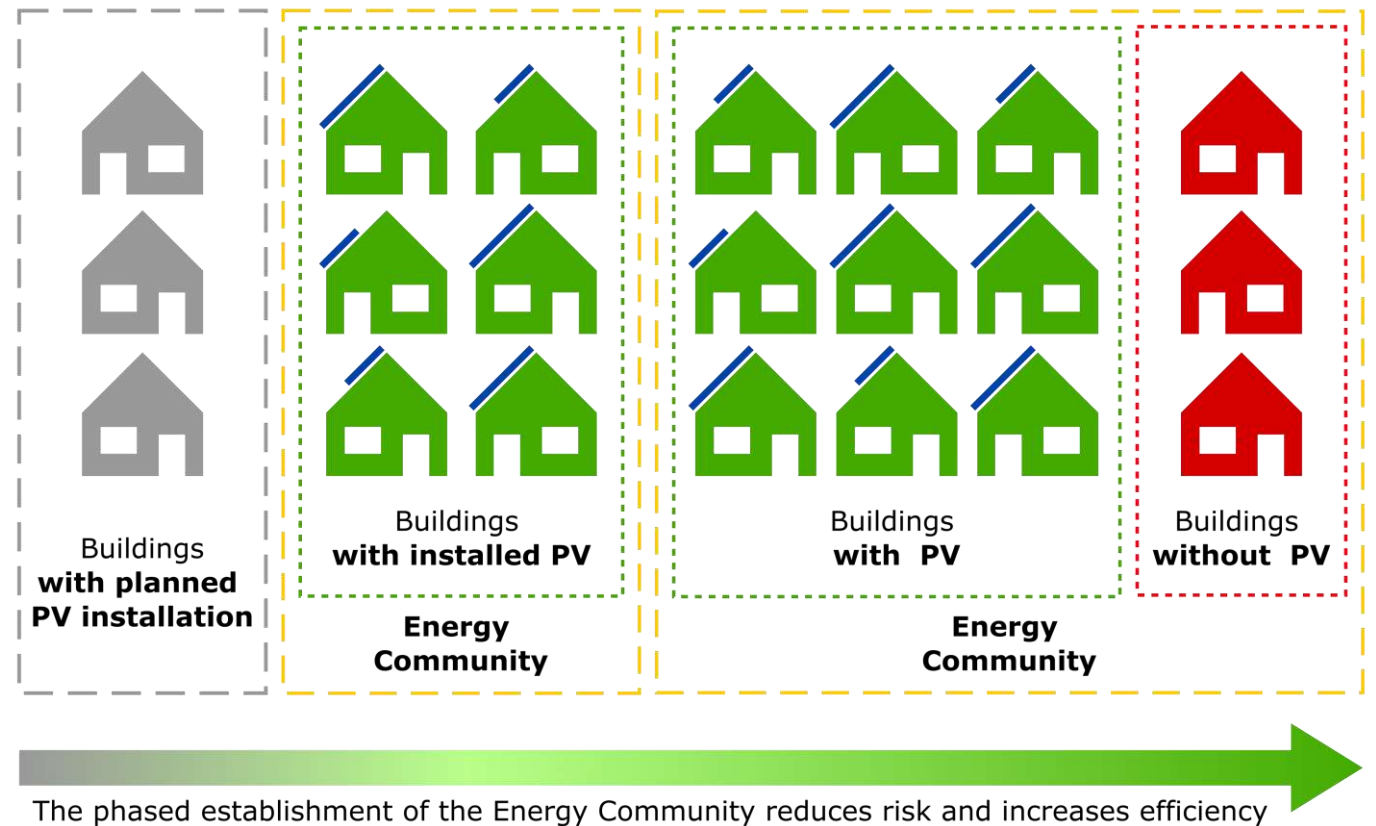 Buildings
with planned
PV installation
Buildings
with installed PV
Energy
Community
Buildings
with PV
Buildings
without PV
Energy
Community
The phased establishment of the Energy Community reduces risk and increases efficiency